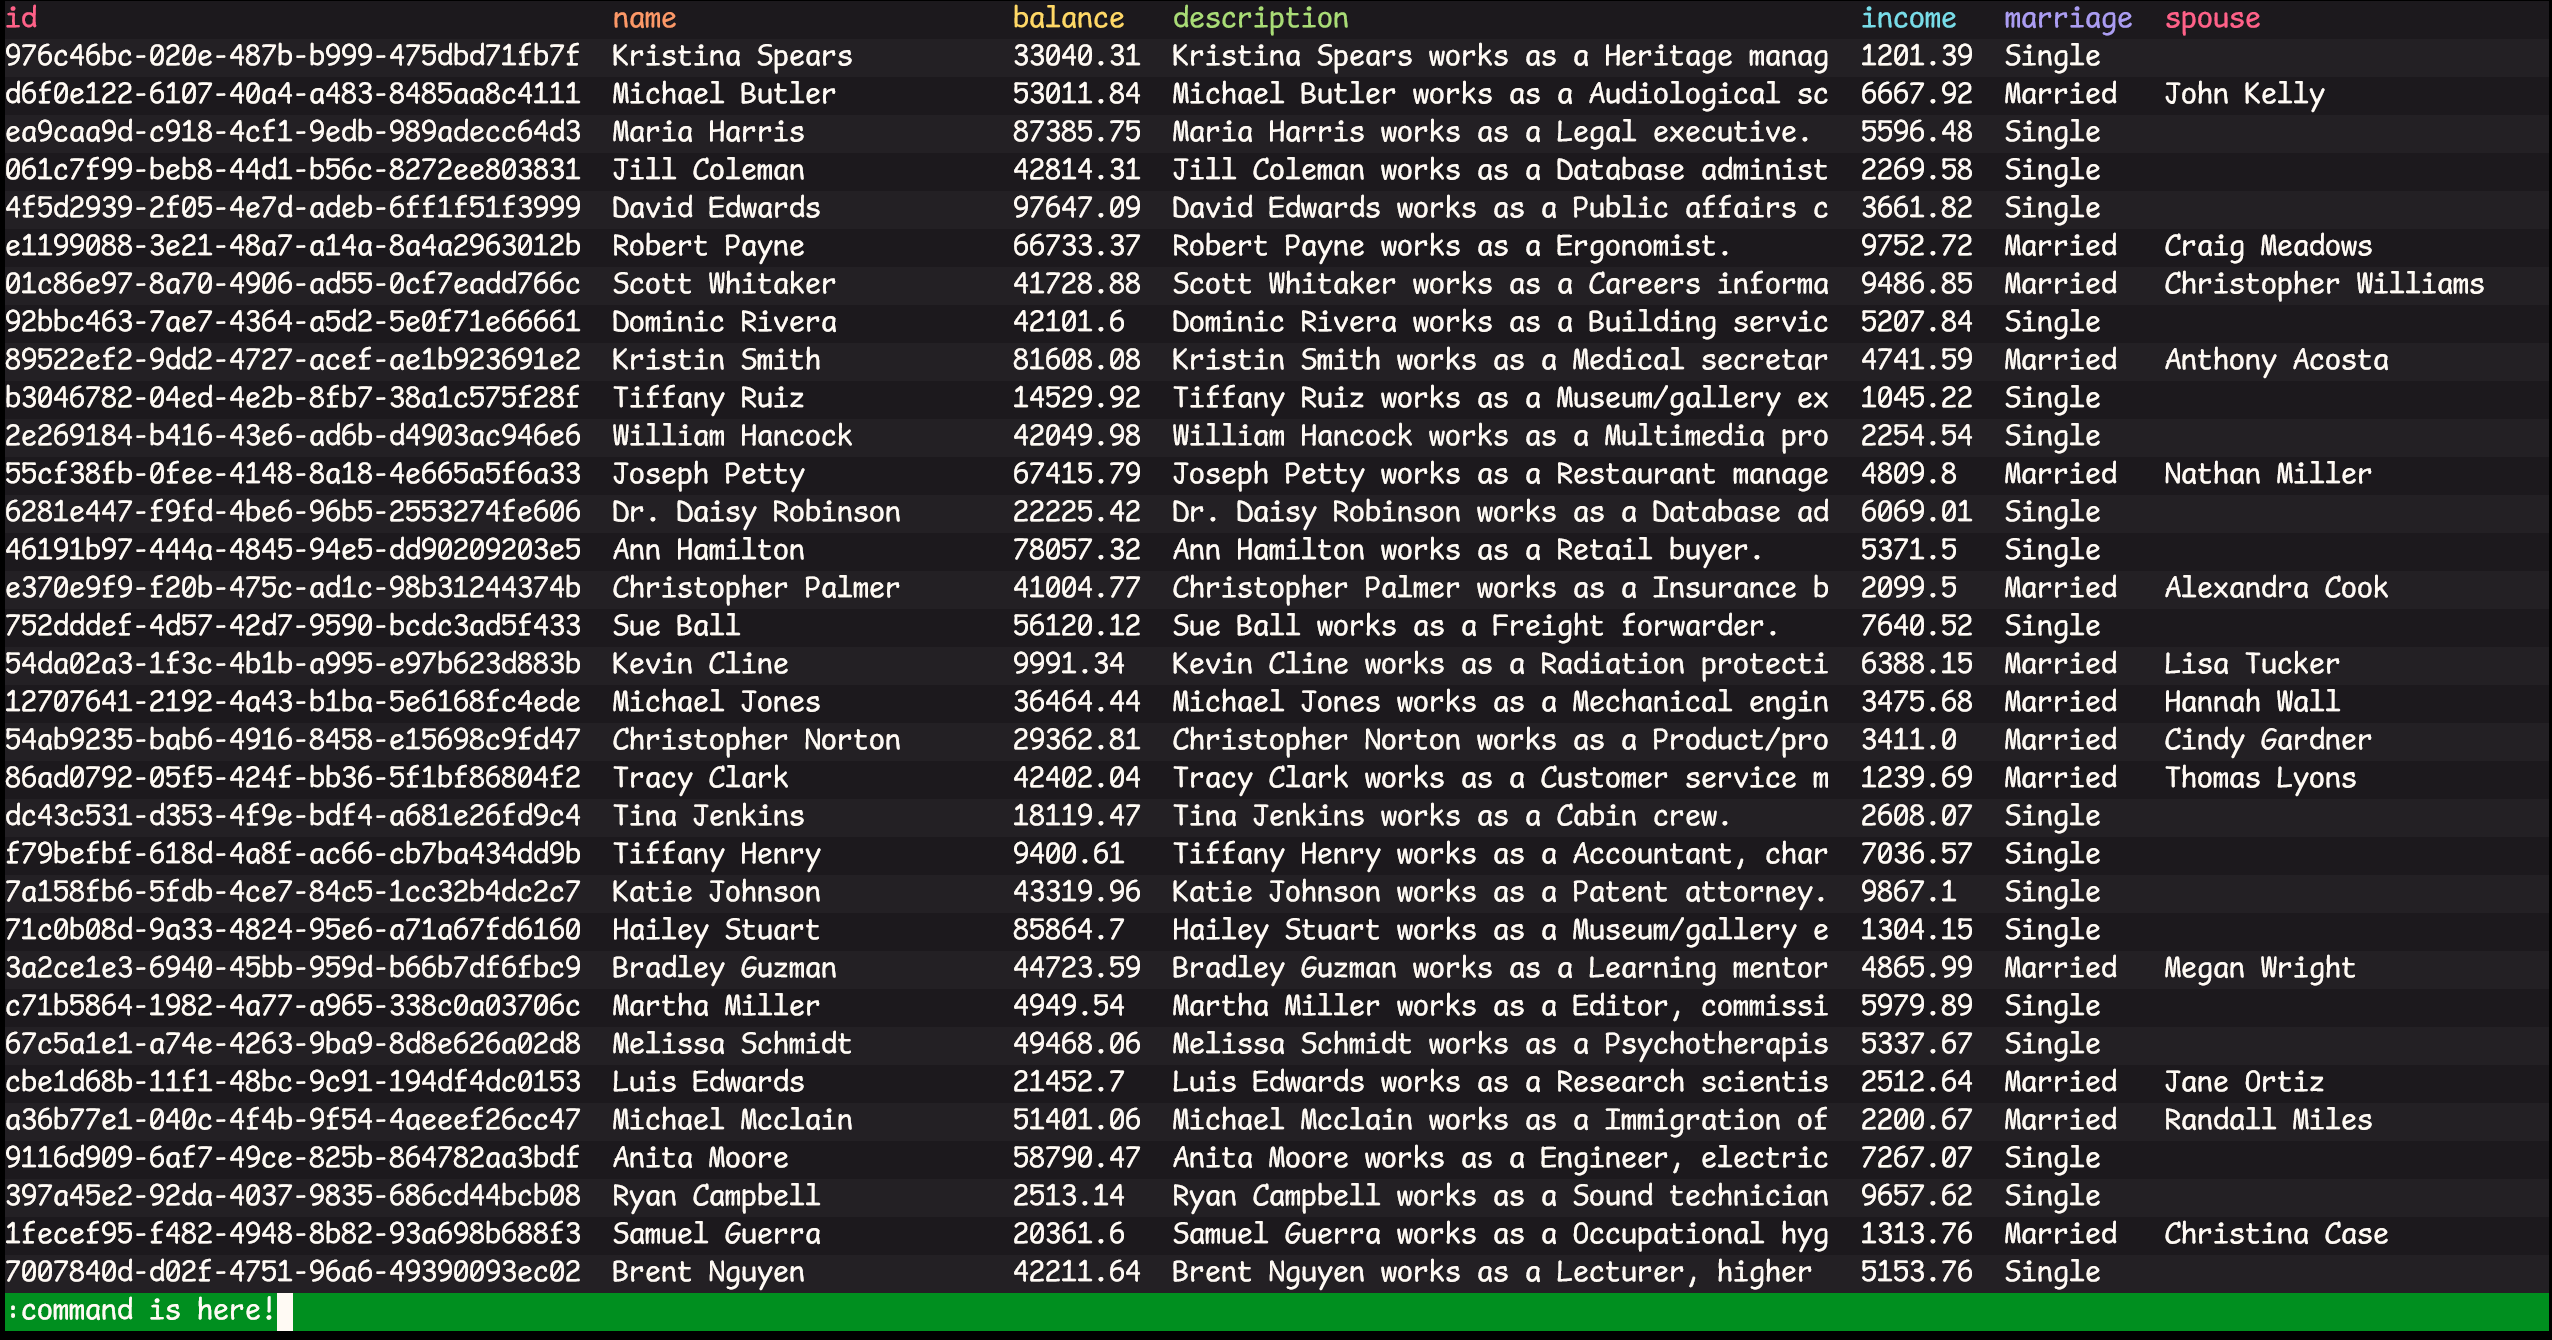 id name balance description income marriage spouse
976c46bc-020e-487b-b999-475dbd71fb7f Kristina Spears 33040.31 Kristina Spears works as a Heritage manag 1201.39 Single
d6f0e122-6107-40a4-a483-8485aa8c4111 Michael Butler 53011.84 Michael Butler works as a Audiological sc 6667.92 Married John Kelly
ea9caa9d-c918-4cf1-9edb-989adecc64d3 Maria Harris 87385.75 Maria Harris works as a Legal executive. 5596.48 Single
061c7f99-beb8-44d1-b56c-8272ee803831 Jill Coleman 42814.31 Jill Coleman works as a Database administ 2269.58 Single
4f5d2939-2f05-4e7d-adeb-6ff1f51f3999 David Edwards 97647.09 David Edwards works as a Public affairs c 3661.82 Single
e1199088-3e21-48a7-a14a-8a4a2963012b Robert Payne 66733.37 Robert Payne works as a Ergonomist. 9752.72 Married Craig Meadows
01c86e97-8a70-4906-ad55-0cf7eadd766c Scott Whitaker 41728.88 Scott Whitaker works as a Careers informa 9486.85 Married Christopher Williams
92bbc463-7ae7-4364-a5d2-5e0f71e66661 Dominic Rivera 42101.6 Dominic Rivera works as a Building servic 5207.84 Single
89522ef2-9dd2-4727-acef-ae1b923691e2 Kristin Smith 81608.08 Kristin Smith works as a Medical secretar 4741.59 Married Anthony Acosta
b3046782-04ed-4e2b-8fb7-38a1c575f28f Tiffany Ruiz 14529.92 Tiffany Ruiz works as a Museum/gallery ex 1045.22 Single
2e269184-b416-43e6-ad6b-d4903ac946e6 William Hancock 42049.98 William Hancock works as a Multimedia pro 2254.54 Single
55cf38fb-0fee-4148-8a18-4e665a5f6a33 Joseph Petty 67415.79 Joseph Petty works as a Restaurant manage 4809.8 Married Nathan Miller
6281e447-f9fd-4be6-96b5-2553274fe606 Dr. Daisy Robinson 22225.42 Dr. Daisy Robinson works as a Database ad 6069.01 Single
46191b97-444a-4845-94e5-dd90209203e5 Ann Hamilton 78057.32 Ann Hamilton works as a Retail buyer. 5371.5 Single
e370e9f9-f20b-475c-ad1c-98b31244374b Christopher Palmer 41004.77 Christopher Palmer works as a Insurance b 2099.5 Married Alexandra Cook
752dddef-4d57-42d7-9590-bcdc3ad5f433 Sue Ball 56120.12 Sue Ball works as a Freight forwarder. 7640.52 Single
54da02a3-1f3c-4b1b-a995-e97b623d883b Kevin Cline 9991.34 Kevin Cline works as a Radiation protecti 6388.15 Married Lisa Tucker
12707641-2192-4a43-b1ba-5e6168fc4ede Michael Jones 36464.44 Michael Jones works as a Mechanical engin 3475.68 Married Hannah Wall
54ab9235-bab6-4916-8458-e15698c9fd47 Christopher Norton 29362.81 Christopher Norton works as a Product/pro 3411.0 Married Cindy Gardner
86ad0792-05f5-424f-bb36-5f1bf86804f2 Tracy Clark 42402.04 Tracy Clark works as a Customer service m 1239.69 Married Thomas Lyons
dc43c531-d353-4f9e-bdf4-a681e26fd9c4 Tina Jenkins 18119.47 Tina Jenkins works as a Cabin crew. 2608.07 Single
f79befbf-618d-4a8f-ac66-cb7ba434dd9b Tiffany Henry 9400.61 Tiffany Henry works as a Accountant, char 7036.57 Single
7a158fb6-5fdb-4ce7-84c5-1cc32b4dc2c7 Katie Johnson 43319.96 Katie Johnson works as a Patent attorney. 9867.1 Single
71c0b08d-9a33-4824-95e6-a71a67fd6160 Hailey Stuart 85864.7 Hailey Stuart works as a Museum/gallery e 1304.15 Single
3a2ce1e3-6940-45bb-959d-b66b7df6fbc9 Bradley Guzman 44723.59 Bradley Guzman works as a Learning mentor 4865.99 Married Megan Wright
c71b5864-1982-4a77-a965-338c0a03706c Martha Miller 4949.54 Martha Miller works as a Editor, commissi 5979.89 Single
67c5a1e1-a74e-4263-9ba9-8d8e626a02d8 Melissa Schmidt 49468.06 Melissa Schmidt works as a Psychotherapis 5337.67 Single
cbe1d68b-11f1-48bc-9c91-194df4dc0153 Luis Edwards 21452.7 Luis Edwards works as a Research scientis 2512.64 Married Jane Ortiz
a36b77e1-040c-4f4b-9f54-4aeeef26cc47 Michael Mcclain 51401.06 Michael Mcclain works as a Immigration of 2200.67 Married Randall Miles
9116d909-6af7-49ce-825b-864782aa3bdf Anita Moore 58790.47 Anita Moore works as a Engineer, electric 7267.07 Single
397a45e2-92da-4037-9835-686cd44bcb08 Ryan Campbell 2513.14 Ryan Campbell works as a Sound technician 9657.62 Single
1fecef95-f482-4948-8b82-93a698b688f3 Samuel Guerra 20361.6 Samuel Guerra works as a Occupational hyg 1313.76 Married Christina Case
7007840d-d02f-4751-96a6-49390093ec02 Brent Nguyen 42211.64 Brent Nguyen works as a Lecturer, higher 5153.76 Single
:command is here!